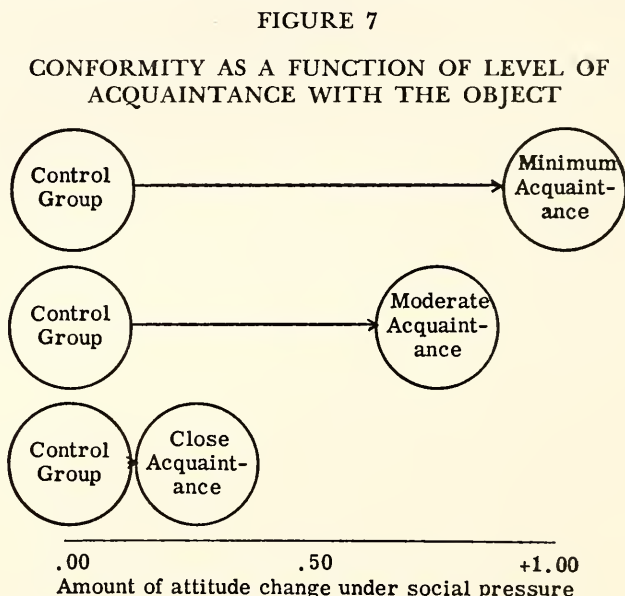 FIGURE 7
CONFORMITY AS A FUNCTION OF LEVEL OF
ACQUAINTANCE WITH THE OBJECT
Control
Group
Minimum
Acquaint-
ance
Control
Group
Moderate
Acquaint-
ance
Control
Group
Close
Acquaint-
ance
.00 .50 +1.00
Amount of attitude change under social pressure